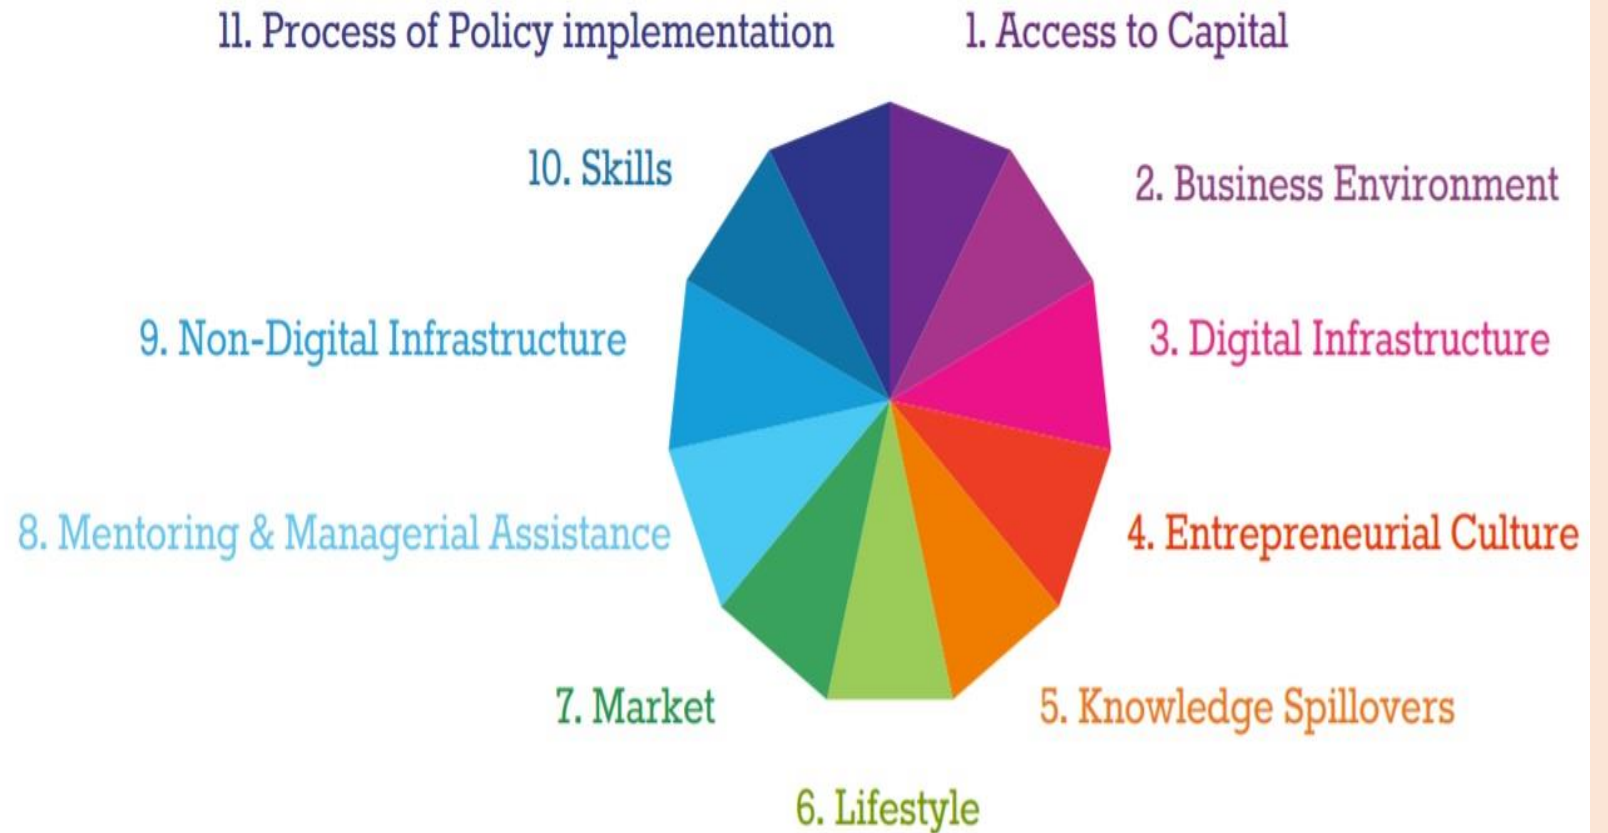 11. Process of Policy implementation
1. Access to Capital
10. Skills
2. Business Environment
9. Non-Digital Infrastructure
3. Digital Infrastructure
8. Mentoring & Managerial Assistance
4. Entrepreneurial Culture
7. Market
5. Knowledge Spillovers
6. Lifestyle